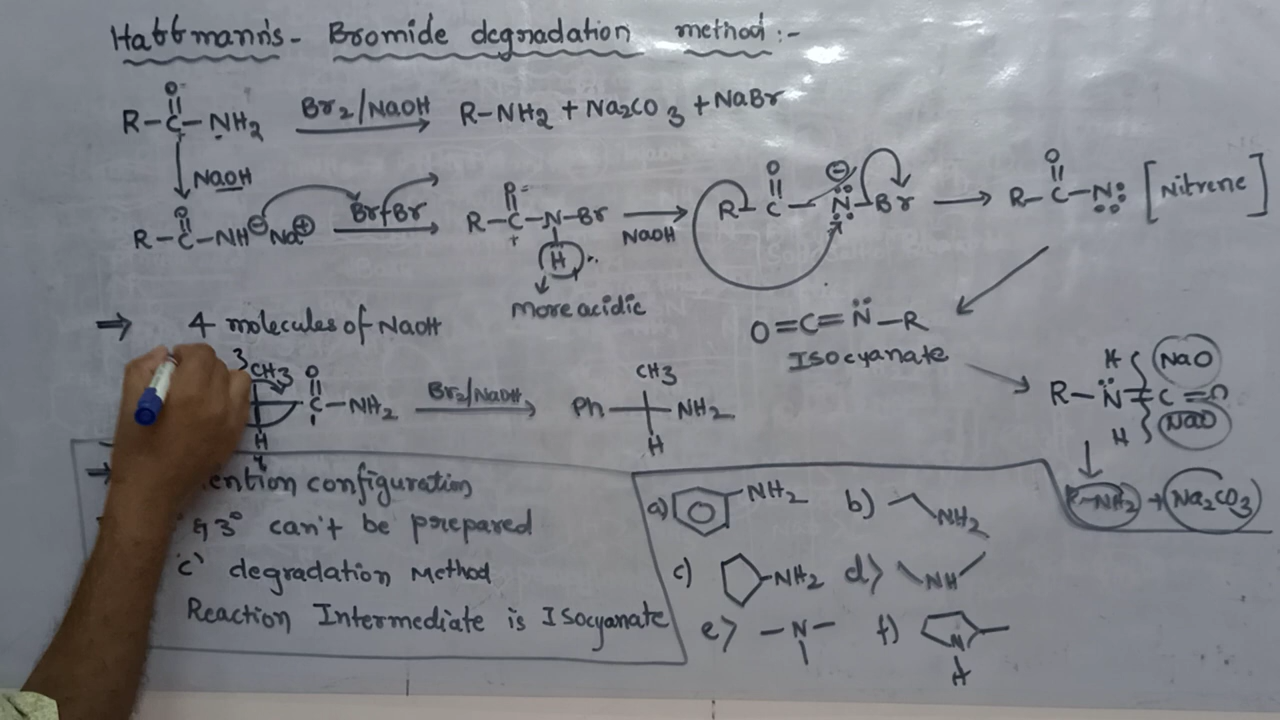 Hoffmann's - Bromide degradation method :-
R-C(=O)-NH2 Br2/NaOH R-NH2 + Na2CO3 + NaBr
NaOH
R-C(=O)-NH⊖ Na⊕ Br-Br R-C(=O)-N-Br NaOH R-C(=O)-N⊖-Br → R-C(=O)-N: [Nitrene]
H
More acidic
⇒ 4 molecules of NaOH
O=C=N-R
Isocyanate
3
CH3 O CH3
C-NH2 Br2/NaOH Ph NH2
H H
R-N=C=O
H NaO
H NaO
R-NH2 + Na2CO3
ention configuration
& 3° can't be prepared
'c' degradation Method
Reaction Intermediate is Isocyanate
a) NH2 b) NH2
c) NH2 d) NH
e) N f) N
H